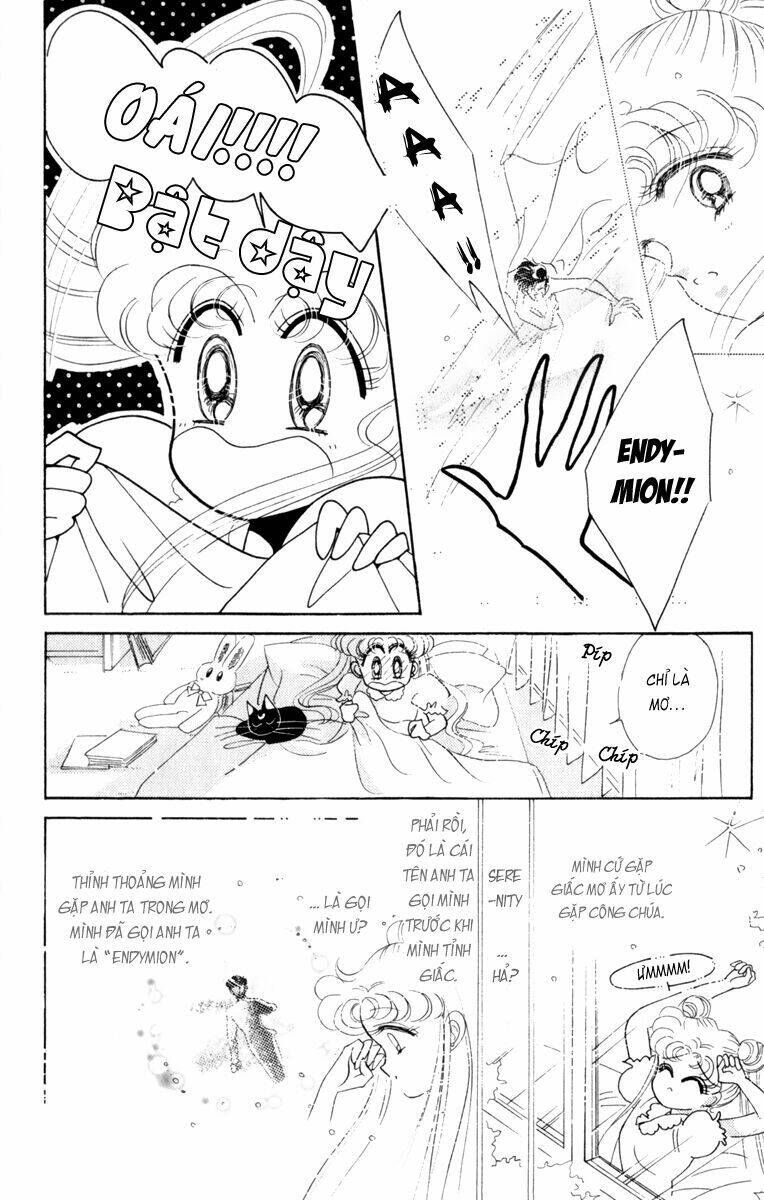 AAAA!!
ENDY-
MION!!
OÁI!!!!!
Bật dậy
CHỈ LÀ
MƠ...
Píp
Chíp
Chíp
MÌNH CỨ GẶP
GIẤC MƠ ẤY TỪ LÚC
GẶP CÔNG CHÚA.
ƯMMMM!
SERE
-NITY
...
HẢ?
PHẢI RỒI,
ĐÓ LÀ CÁI
TÊN ANH TA
GỌI MÌNH
TRƯỚC KHI
MÌNH TỈNH
GIẤC.
... LÀ GỌI
MÌNH Ư?
THỈNH THOẢNG MÌNH
GẶP ANH TA TRONG MƠ.
MÌNH ĐÃ GỌI ANH TA
LÀ "ENDYMION".